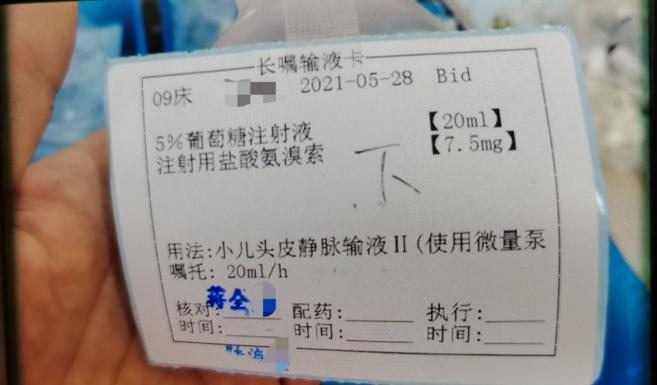 长嘱输液卡
09床 2021-05-28 Bid
5%葡萄糖注射液 【20ml】
注射用盐酸氨溴索 【7.5mg】
下
用法:小儿头皮静脉输液II(使用微量泵
嘱托: 20ml/h
核对: 蒋全 配药: 执行:
时间: 时间: 时间: